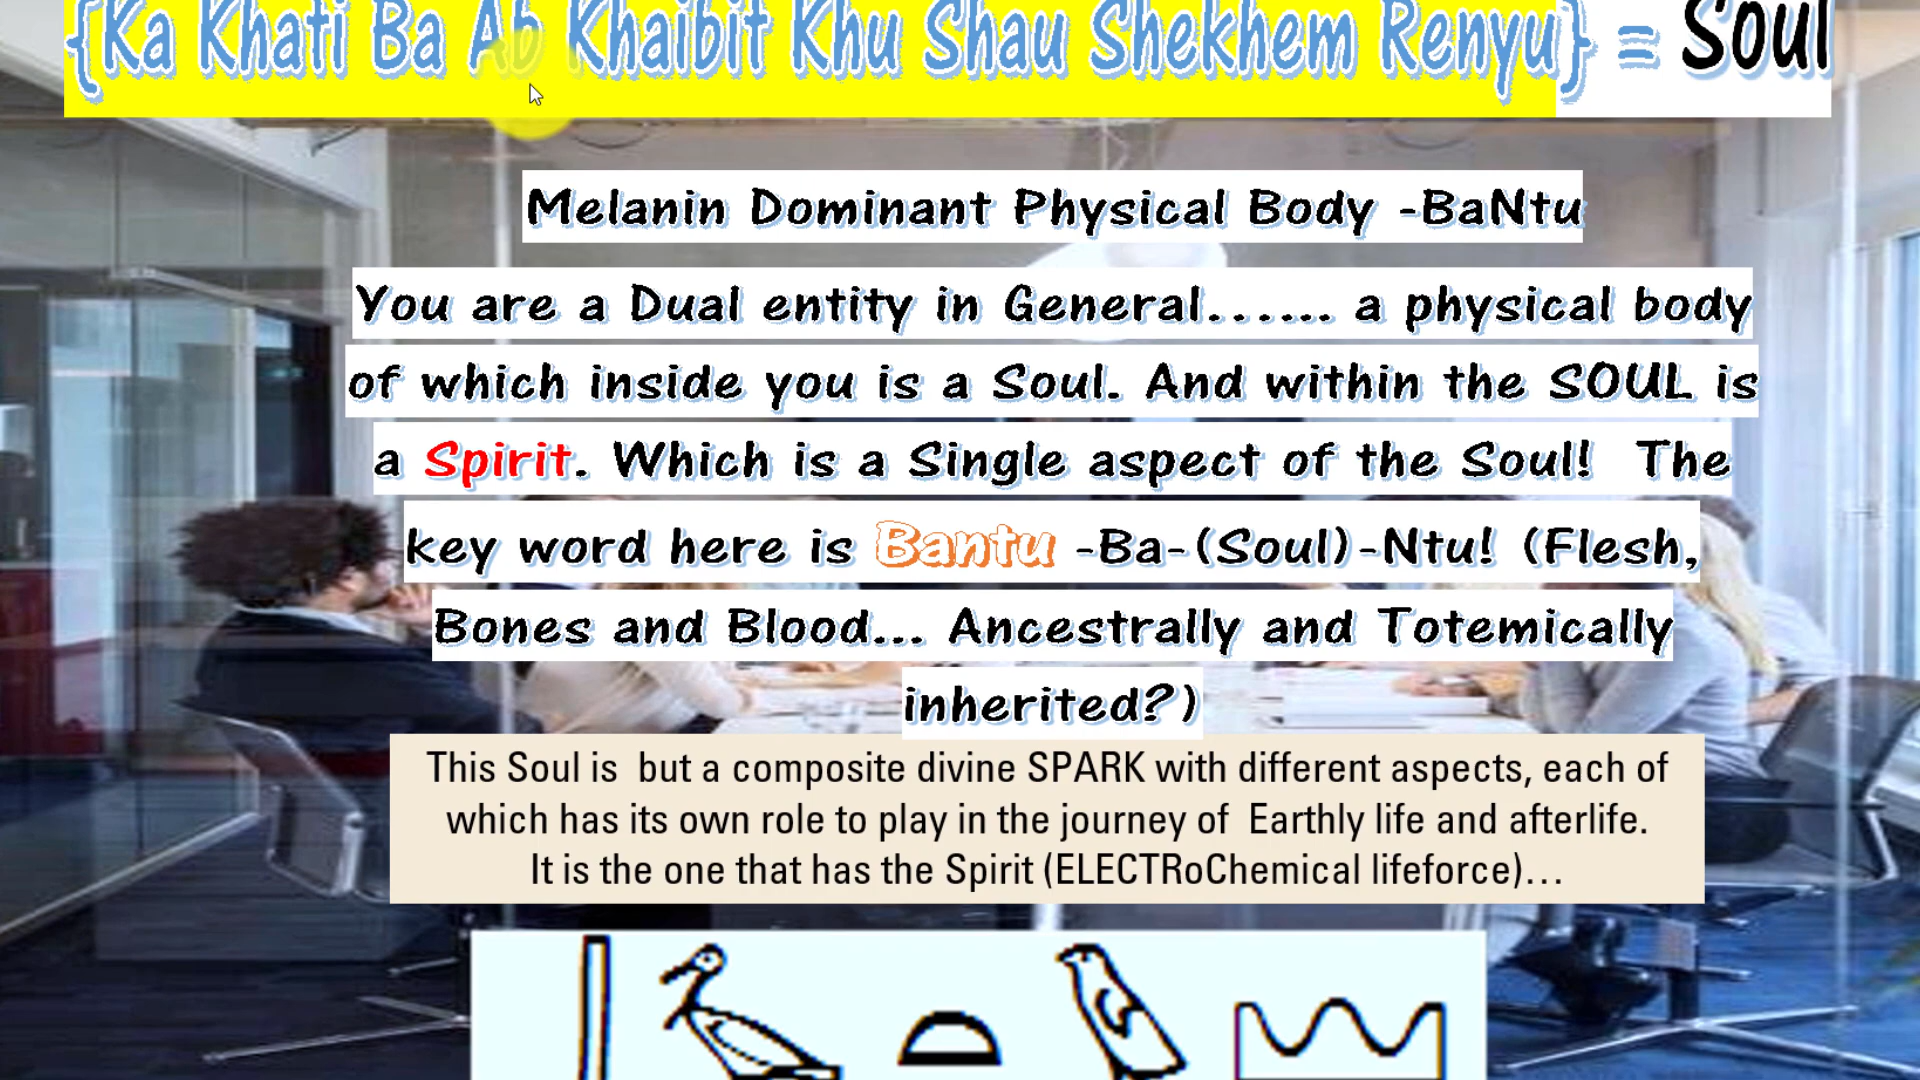 {Ka Khati Ba Ab Khaibit Khu Shau Shekhem Renyu} = Soul
Melanin Dominant Physical Body -BaNtu
You are a Dual entity in General...... a physical body
of which inside you is a Soul. And within the SOUL is
a Spirit. Which is a Single aspect of the Soul! The
key word here is Bantu -Ba-(Soul)-Ntu! (Flesh,
Bones and Blood... Ancestrally and Totemically
inherited?)
This Soul is but a composite divine SPARK with different aspects, each of
which has its own role to play in the journey of Earthly life and afterlife.
It is the one that has the Spirit (ELECTRoChemical lifeforce)...